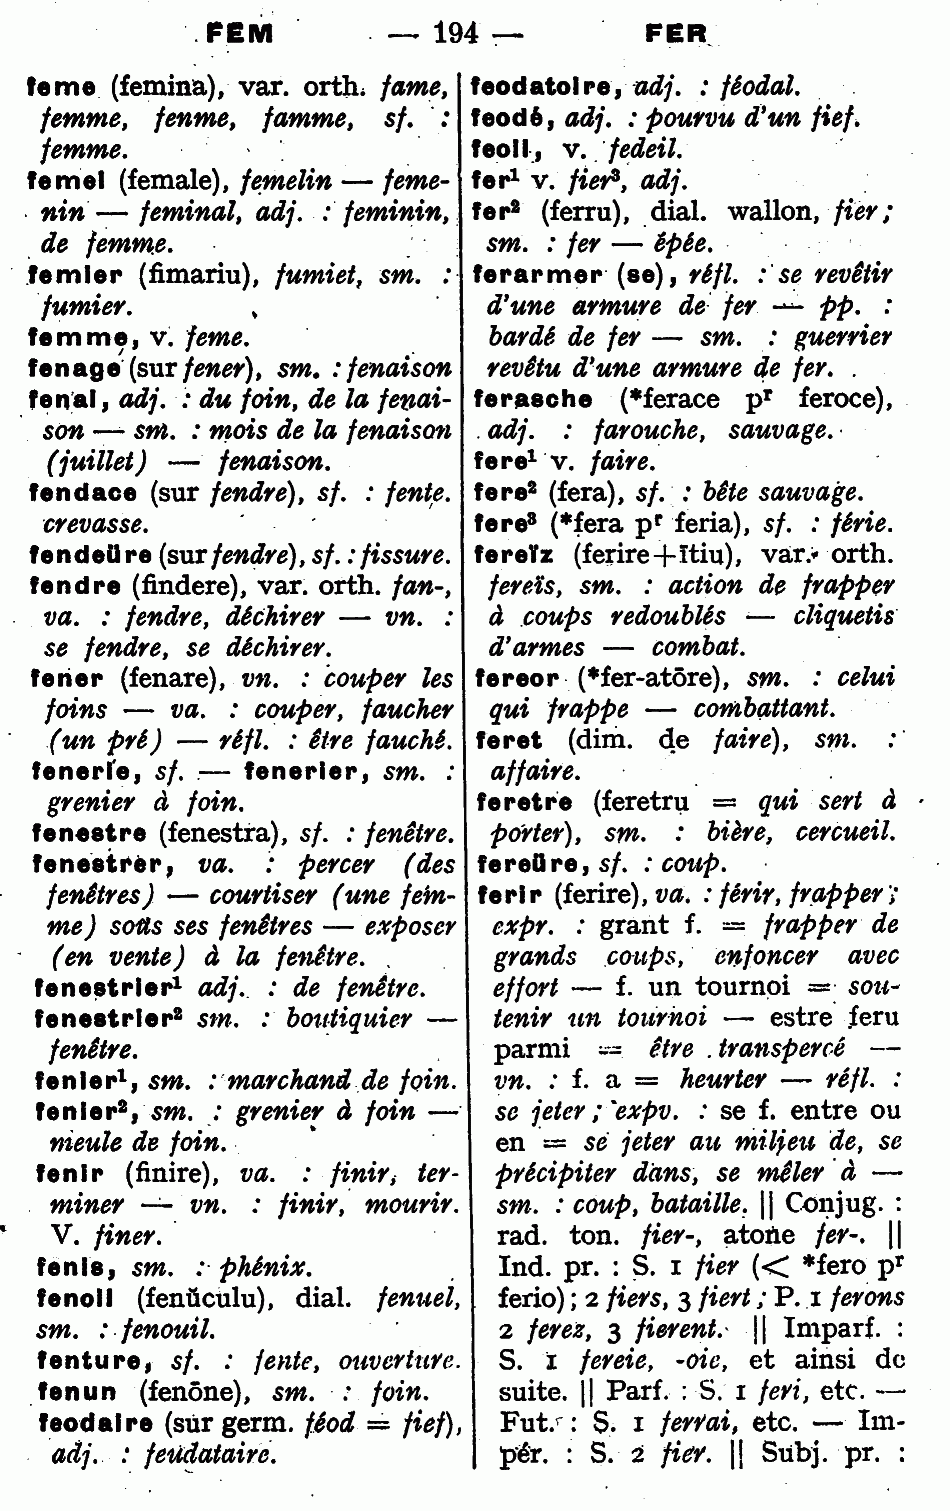 FEM — 194 — FER
feme (femina), var. orth. fame,
femme, fenme, famme, sf. :
femme.
femel (female), femelin — feme-
nin — feminal, adj. : feminin,
de femme.
femier (fimariu), fumiet, sm. :
fumier.
femme, v. feme.
fenage (sur fener), sm. : fenaison
fenal, adj. : du foin, de la fenai-
son — sm. : mois de la fenaison
(juillet) — fenaison.
fendace (sur fendre), sf. : fente.
crevasse.
fendeüre (sur fendre), sf. : fissure.
fendre (findere), var. orth. fan-,
va. : fendre, déchirer — vn. :
se fendre, se déchirer.
fener (fenare), vn. : couper les
foins — va. : couper, faucher
(un pré) — réfl. : être fauché.
fenerie, sf. — fenerier, sm. :
grenier à foin.
fenestre (fenestra), sf. : fenêtre.
fenestrer, va. : percer (des
fenêtres) — courtiser (une fem-
me) sous ses fenêtres — exposer
(en vente) à la fenêtre.
fenestrier¹ adj. : de fenêtre.
fenestrier² sm. : boutiquier —
fenêtre.
fenier¹, sm. : marchand de foin.
fenier², sm. : grenier à foin —
meule de foin.
fenir (finire), va. : finir, ter-
miner — vn. : finir, mourir.
V. finer.
fenis, sm. : phénix.
fenoil (fenŭculu), dial. fenuel,
sm. : fenouil.
fenture, sf. : fente, ouverture.
fenun (fenōne), sm. : foin.
feodaire (sur germ. féod = fief),
adj. : feudataire.
feodatoire, adj. : féodal.
feodé, adj. : pourvu d'un fief.
feoil, v. fedeil.
fer¹ v. fier³, adj.
fer² (ferru), dial. wallon, fier ;
sm. : fer — épée.
ferarmer (se), réfl. : se revêtir
d'une armure de fer — pp. :
bardé de fer — sm. : guerrier
revêtu d'une armure de fer.
ferasche (*ferace pʳ feroce),
adj. : farouche, sauvage.
fere¹ v. faire.
fere² (fera), sf. : bête sauvage.
fere³ (*fera pʳ feria), sf. : férie.
fereïz (ferire+ītiu), var. orth.
fereïs, sm. : action de frapper
à coups redoublés — cliquetis
d'armes — combat.
fereor (*fer-atōre), sm. : celui
qui frappe — combattant.
feret (dim. de faire), sm. :
affaire.
feretre (feretru = qui sert à
porter), sm. : bière, cercueil.
fereüre, sf. : coup.
ferir (ferire), va. : férir, frapper ;
expr. : grant f. = frapper de
grands coups, enfoncer avec
effort — f. un tournoi = sou-
tenir un tournoi — estre feru
parmi = être transpercé —
vn. : f. a = heurter — réfl. :
se jeter ; expv. : se f. entre ou
en = se jeter au milieu de, se
précipiter dans, se mêler à —
sm. : coup, bataille. || Conjug. :
rad. ton. fier-, atone fer-. ||
Ind. pr. : S. 1 fier (< *fero pʳ
ferio) ; 2 fiers, 3 fiert ; P. 1 ferons
2 ferez, 3 fierent. || Imparf. :
S. 1 fereie, -oie, et ainsi de
suite. || Parf. : S. 1 feri, etc. —
Fut. : S. 1 ferrai, etc. — Im-
pér. : S. 2 fier. || Subj. pr. :